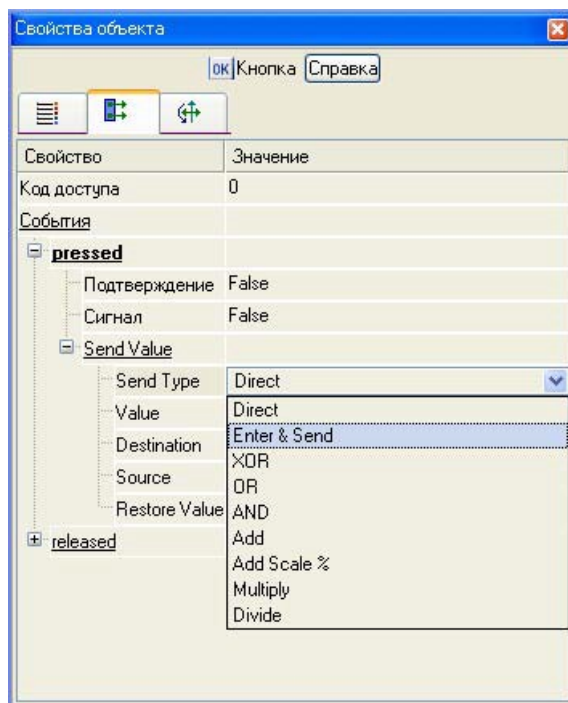 Свойства объекта
OK Кнопка Справка
Свойство Значение
Код доступа 0
События
pressed
Подтверждение False
Сигнал False
Send Value
Send Type Direct
Value Direct
Enter & Send
Destination
XOR
Source
OR
Restore Value AND
released Add
Add Scale %
Multiply
Divide